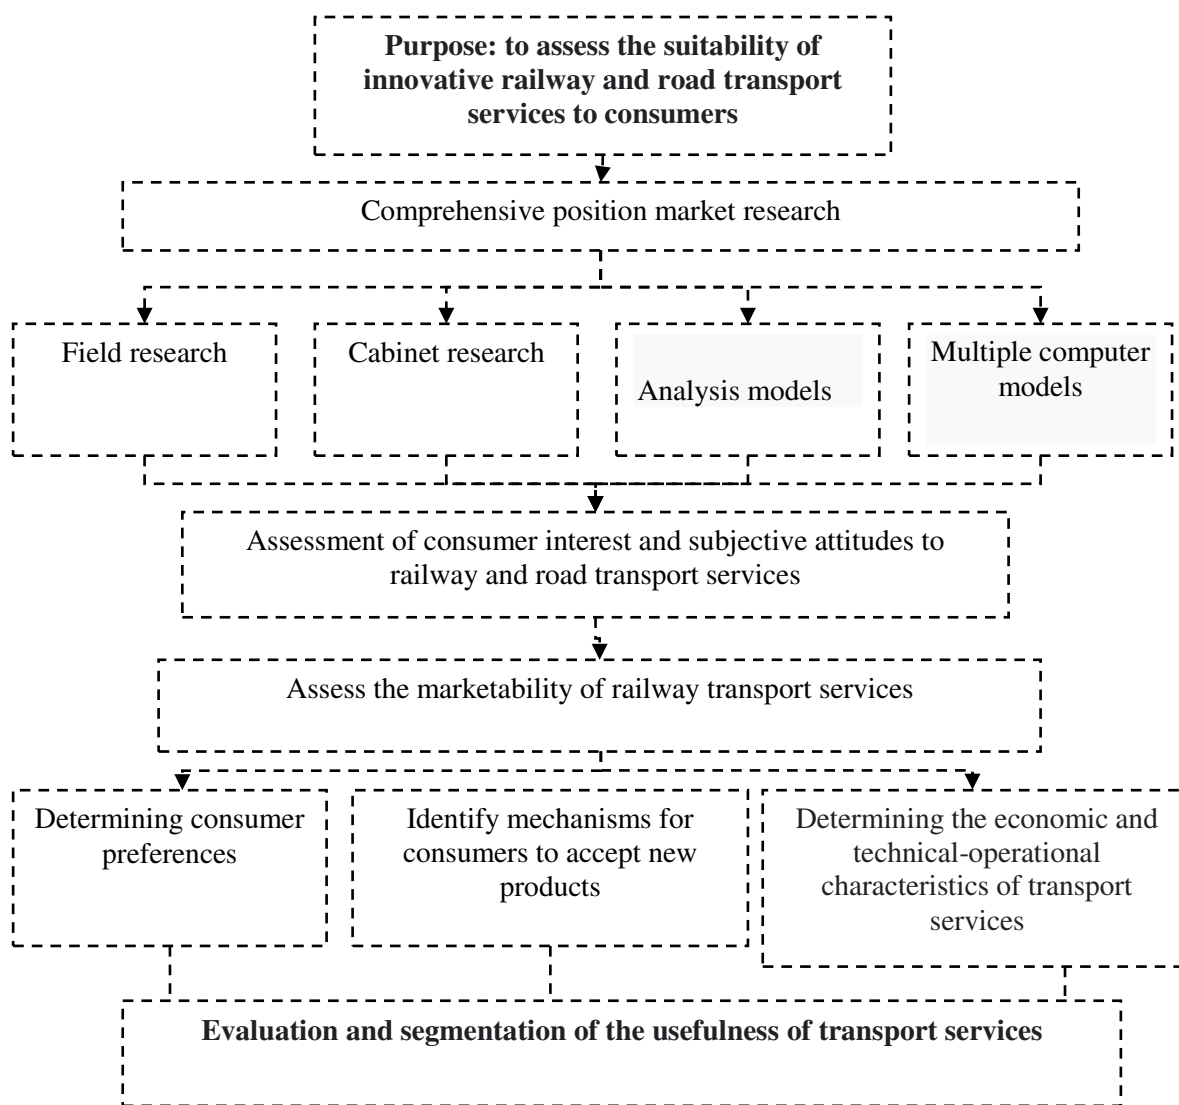 Purpose: to assess the suitability of
innovative railway and road transport
services to consumers
Comprehensive position market research
Field research
Cabinet research
Analysis models
Multiple computer
models
Assessment of consumer interest and subjective attitudes to
railway and road transport services
Assess the marketability of railway transport services
Determining consumer
preferences
Identify mechanisms for
consumers to accept new
products
Determining the economic and
technical-operational
characteristics of transport
services
Evaluation and segmentation of the usefulness of transport services